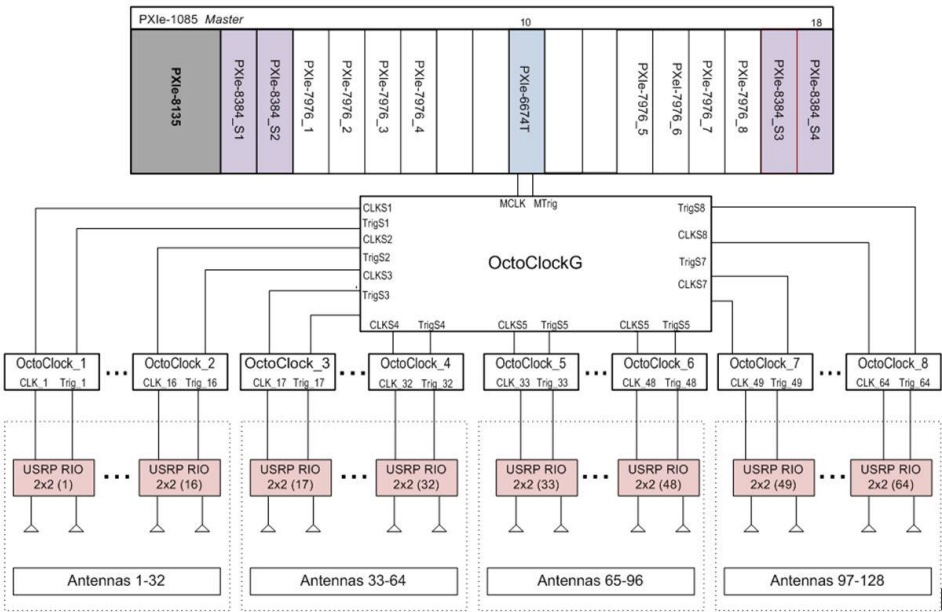 PXIe-1085 Master
10
18
PXIe-8135
PXIe-8384_S1
PXIe-8384_S2
PXIe-7976_1
PXIe-7976_2
PXIe-7976_3
PXIe-7976_4
PXIe-6674T
PXIe-7976_5
PXeI-7976_6
PXIe-7976_7
PXIe-7976_8
PXIe-8384_S3
PXIe-8384_S4
MCLK MTrig
CLKS1
TrigS1
CLKS2
TrigS2
CLKS3
TrigS3
OctoClockG
TrigS8
CLKS8
TrigS7
CLKS7
CLKS4 TrigS4 CLKS5 TrigS5 CLKS5 TrigS5
OctoClock_1 ... OctoClock_2 OctoClock_3 ... OctoClock_4 OctoClock_5 ... OctoClock_6 OctoClock_7 ... OctoClock_8
CLK_1 Trig_1 CLK_16 Trig_16 CLK_17 Trig_17 CLK_32 Trig_32 CLK_33 Trig_33 CLK_48 Trig_48 CLK_49 Trig_49 CLK_64 Trig_64
USRP RIO ... USRP RIO USRP RIO ... USRP RIO USRP RIO ... USRP RIO USRP RIO ... USRP RIO
2x2 (1) 2x2 (16) 2x2 (17) 2x2 (32) 2x2 (33) 2x2 (48) 2x2 (49) 2x2 (64)
Antennas 1-32 Antennas 33-64 Antennas 65-96 Antennas 97-128